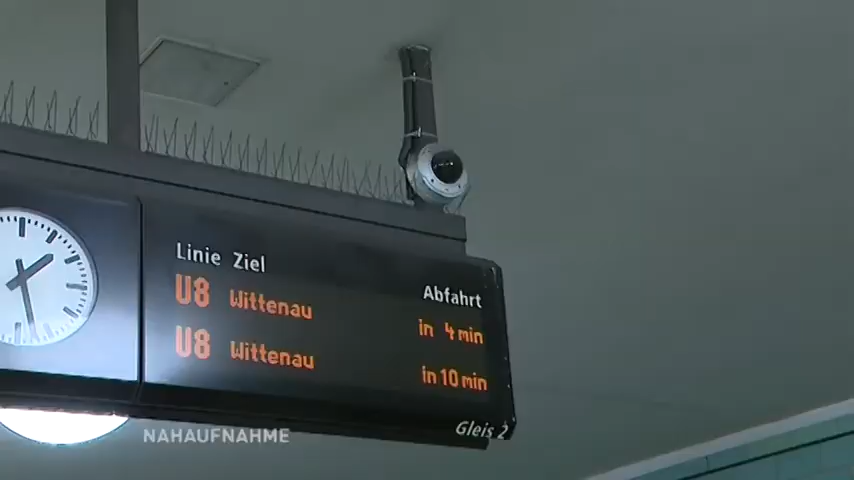 Linie Ziel
Abfahrt
U8 Wittenau in 4 min
U8 Wittenau in 10 min
Gleis 2
NAHAUFNAHME